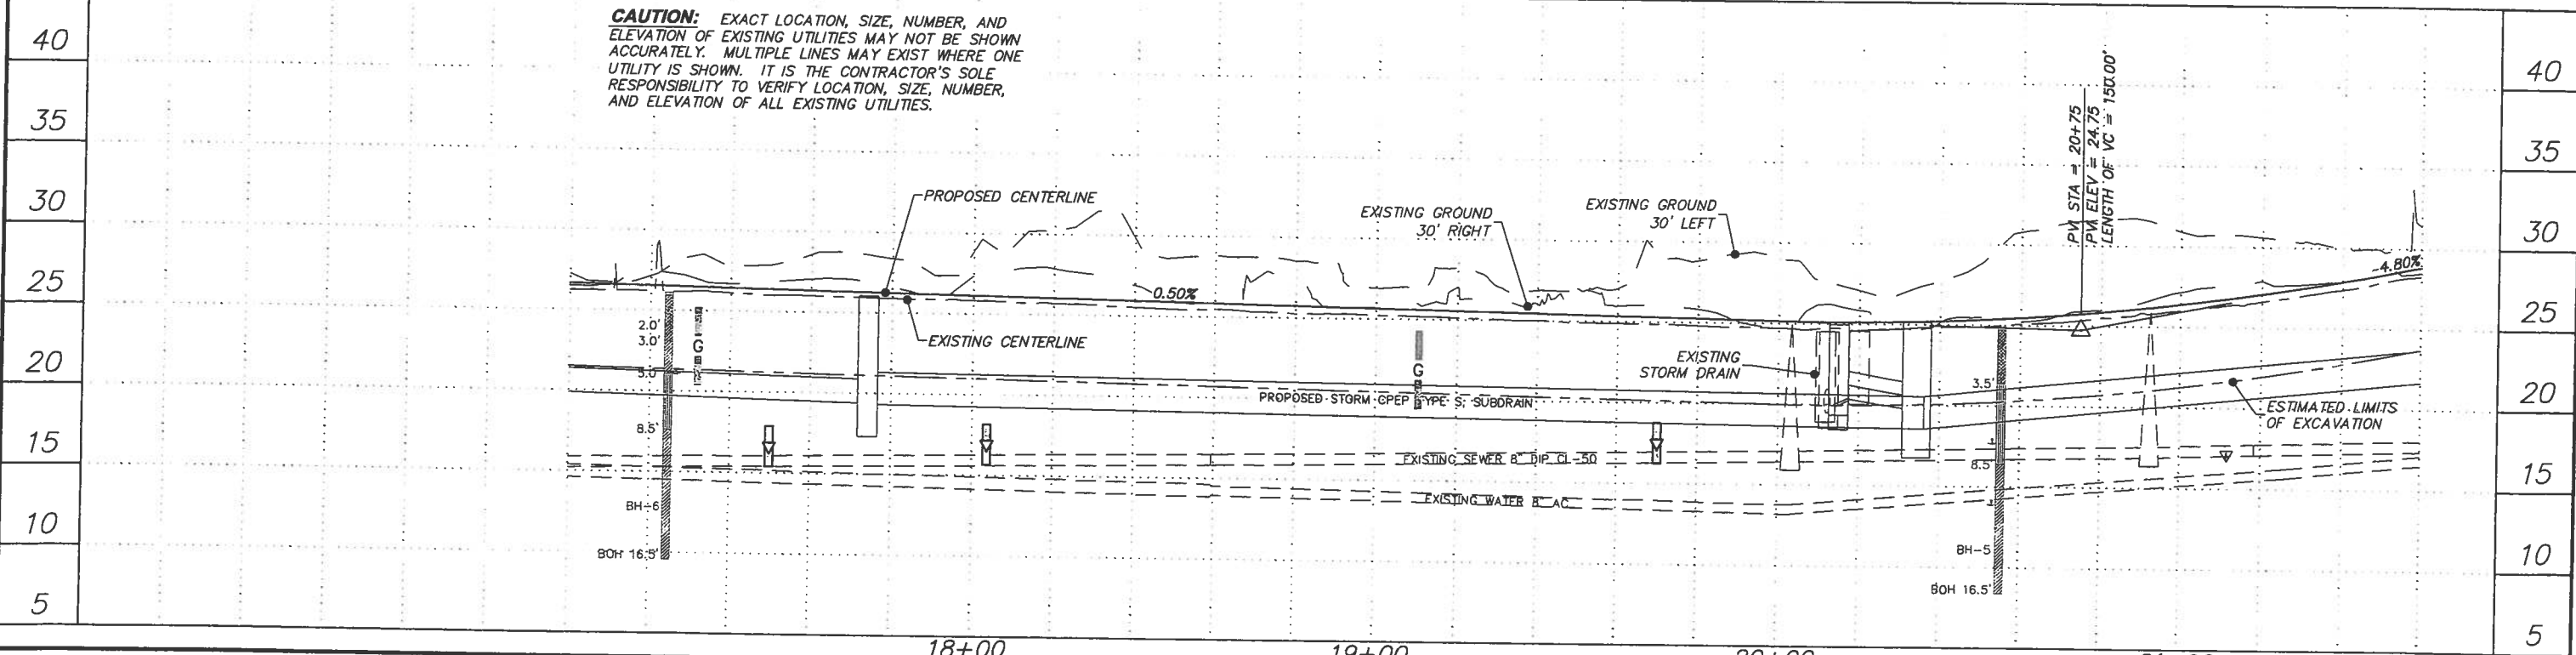 CAUTION: EXACT LOCATION, SIZE, NUMBER, AND
ELEVATION OF EXISTING UTILITIES MAY NOT BE SHOWN
ACCURATELY. MULTIPLE LINES MAY EXIST WHERE ONE
UTILITY IS SHOWN. IT IS THE CONTRACTOR'S SOLE
RESPONSIBILITY TO VERIFY LOCATION, SIZE, NUMBER,
AND ELEVATION OF ALL EXISTING UTILITIES.
40
35
30
25
20
15
10
5
PROPOSED CENTERLINE
EXISTING CENTERLINE
EXISTING GROUND
30' RIGHT
EXISTING GROUND
30' LEFT
PVI STA = 20+75
PVI ELEV = 24.75
LENGTH OF VC = 150.00'
0.50%
-4.80%
2.0'
3.0'
5.0'
8.5'
BH-6
BOH 16.5'
G
G
EXISTING
STORM DRAIN
PROPOSED STORM CPEP TYPE S, SUBDRAIN
EXISTING SEWER 8" DIP CL-50
EXISTING WATER 8" AC
3.5'
8.5'
BH-5
BOH 16.5'
ESTIMATED LIMITS
OF EXCAVATION
40
35
30
25
20
15
10
5
18+00
19+00
20+00